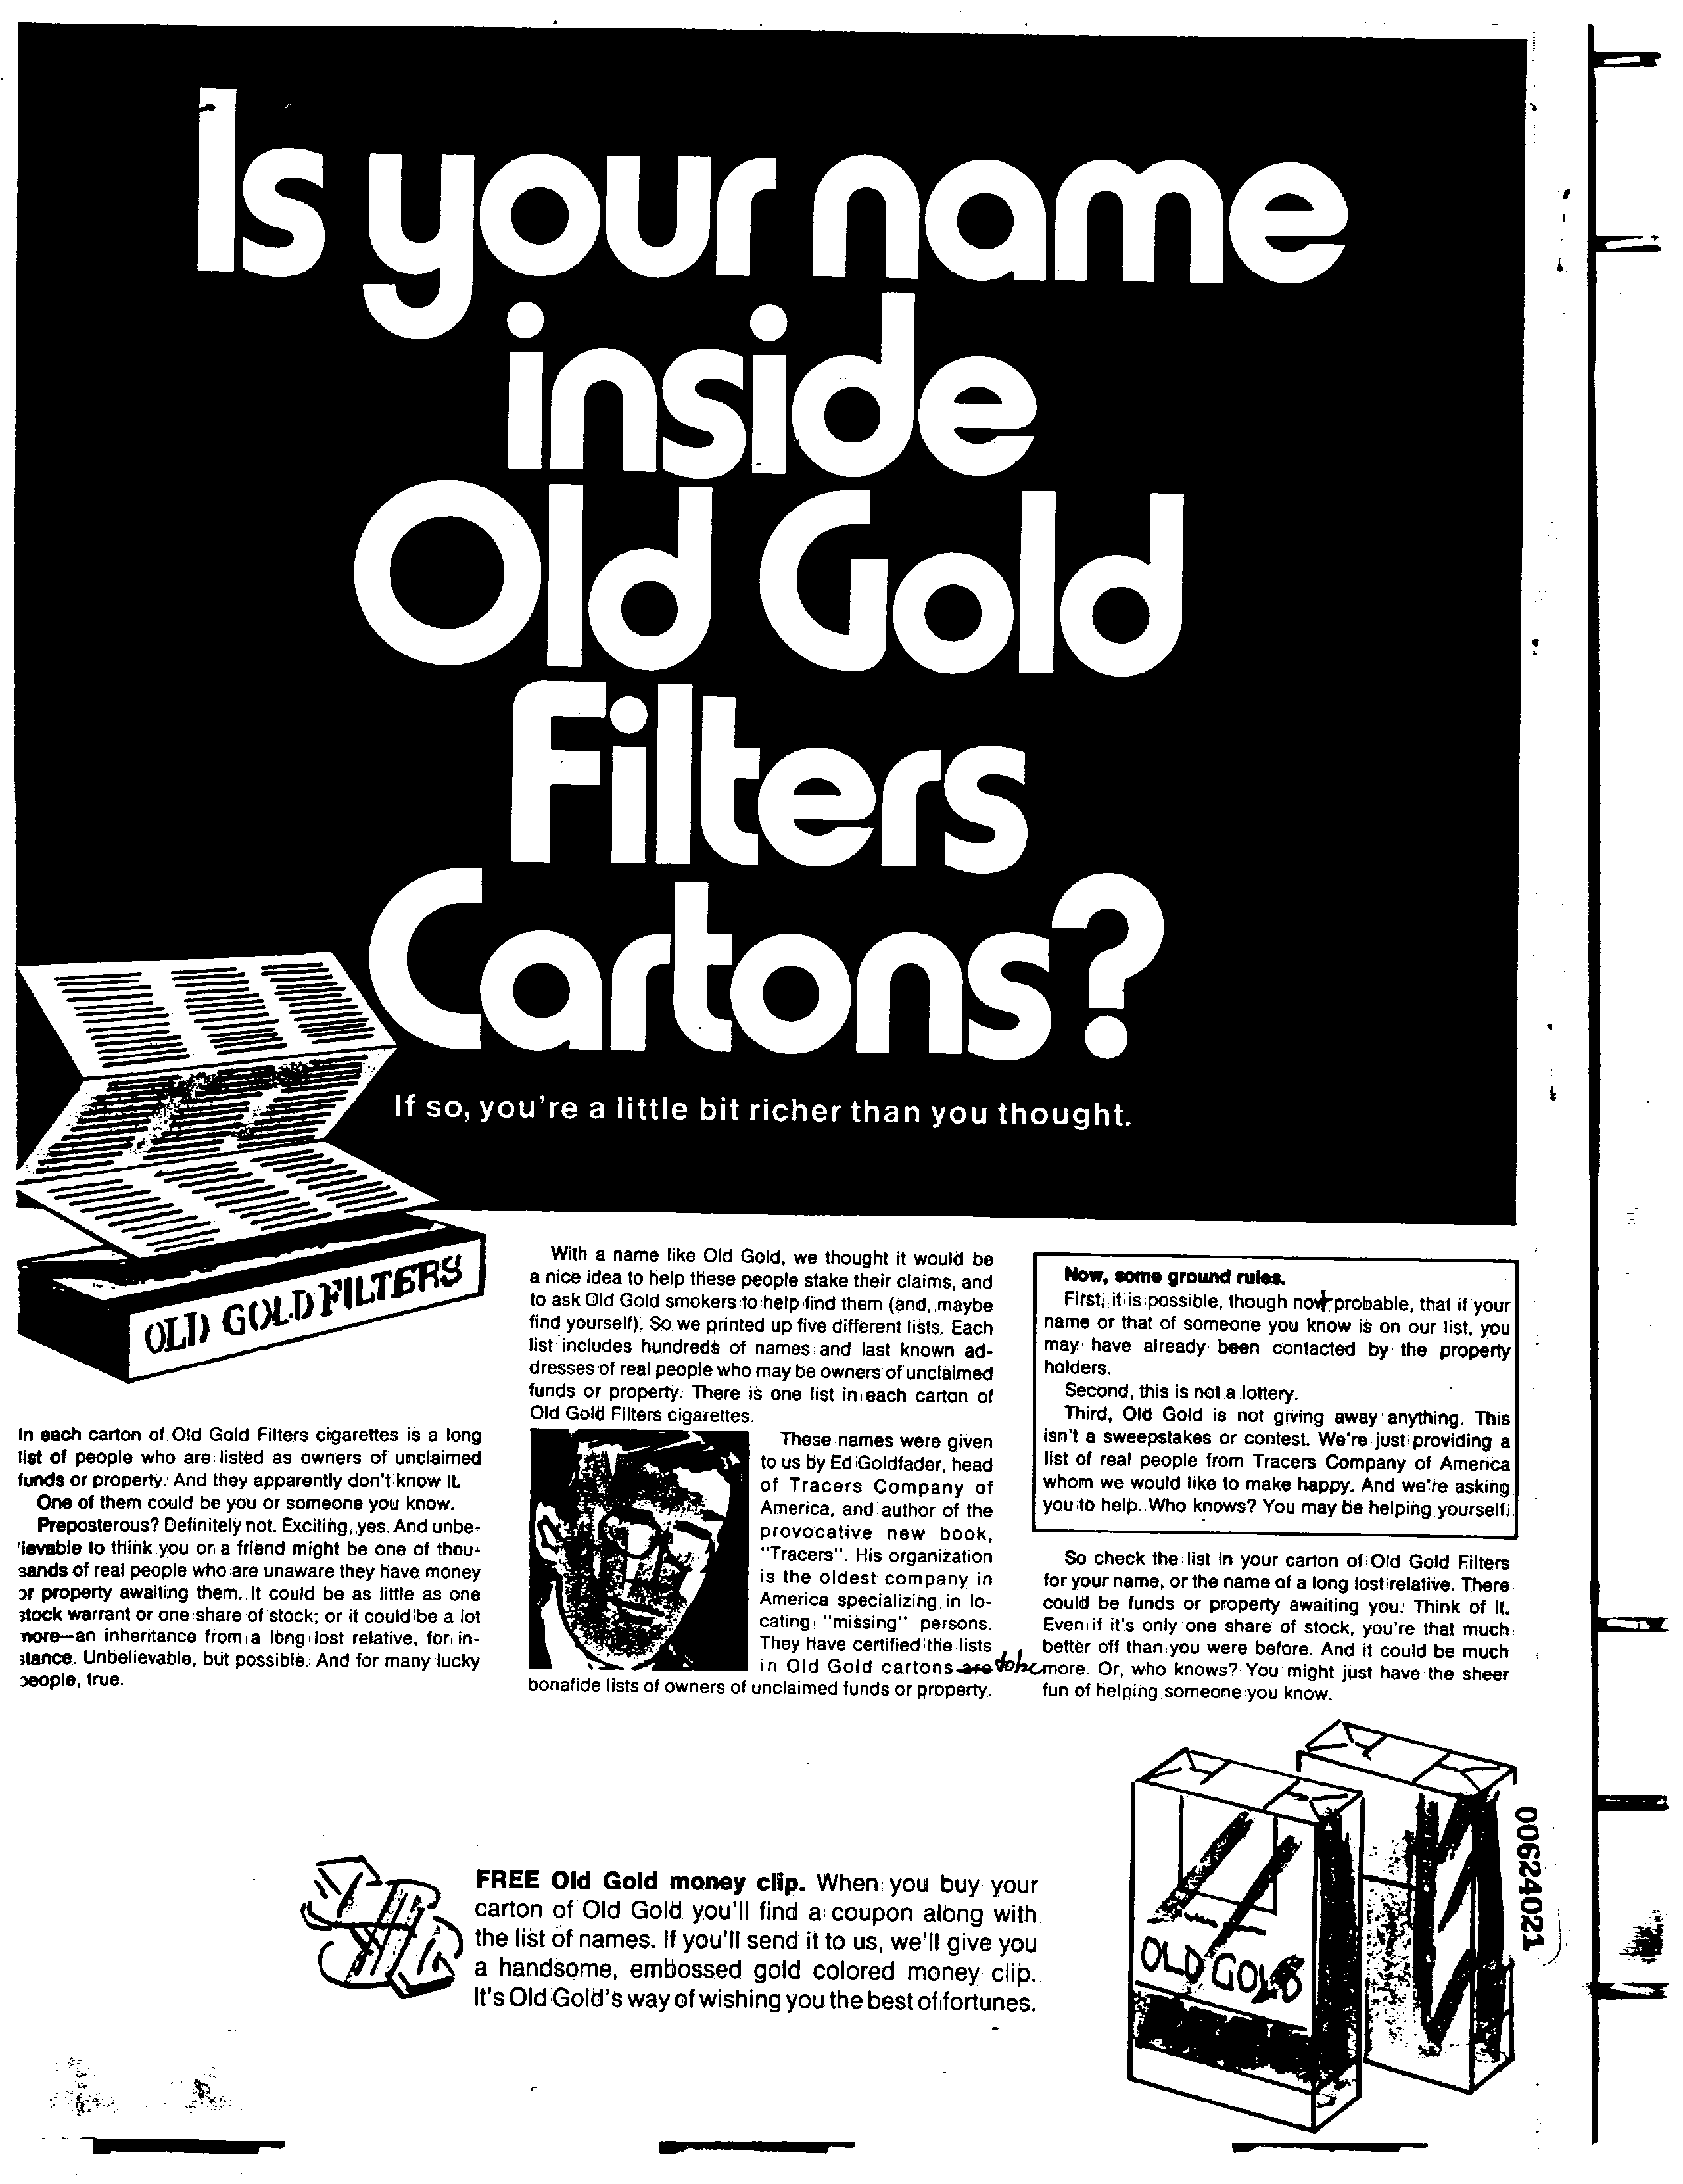 Is your name
inside
Old Gold
Filters
Cartons?
If so, you're a little bit richer than you thought.
OLD GOLD FILTERS
In each carton of Old Gold Filters cigarettes is a long
list of people who are listed as owners of unclaimed
funds or property. And they apparently don't know it.
One of them could be you or someone you know.
Preposterous? Definitely not. Exciting, yes. And unbe-
lievable to think you or a friend might be one of thou-
sands of real people who are unaware they have money
or property awaiting them. It could be as little as one
stock warrant or one share of stock; or it could be a lot
more—an inheritance from a long lost relative, for in-
stance. Unbelievable, but possible. And for many lucky
people, true.
With a name like Old Gold, we thought it would be
a nice idea to help these people stake their claims, and
to ask Old Gold smokers to help find them (and, maybe
find yourself). So we printed up five different lists. Each
list includes hundreds of names and last known ad-
dresses of real people who may be owners of unclaimed
funds or property. There is one list in each carton of
Old Gold Filters cigarettes.
These names were given
to us by Ed Goldfader, head
of Tracers Company of
America, and author of the
provocative new book,
"Tracers". His organization
is the oldest company in
America specializing in lo-
cating "missing" persons.
They have certified the lists
in Old Gold cartons are to be
bonafide lists of owners of unclaimed funds or property.
Now, some ground rules.
First, it is possible, though not probable, that if your
name or that of someone you know is on our list, you
may have already been contacted by the property
holders.
Second, this is not a lottery.
Third, Old Gold is not giving away anything. This
isn't a sweepstakes or contest. We're just providing a
list of real people from Tracers Company of America
whom we would like to make happy. And we're asking
you to help. Who knows? You may be helping yourself.
So check the list in your carton of Old Gold Filters
for your name, or the name of a long lost relative. There
could be funds or property awaiting you. Think of it.
Even if it's only one share of stock, you're that much
better off than you were before. And it could be much
more. Or, who knows? You might just have the sheer
fun of helping someone you know.
FREE Old Gold money clip. When you buy your
carton of Old Gold you'll find a coupon along with
the list of names. If you'll send it to us, we'll give you
a handsome, embossed gold colored money clip.
It's Old Gold's way of wishing you the best of fortunes.
OLD GOLD
00624021